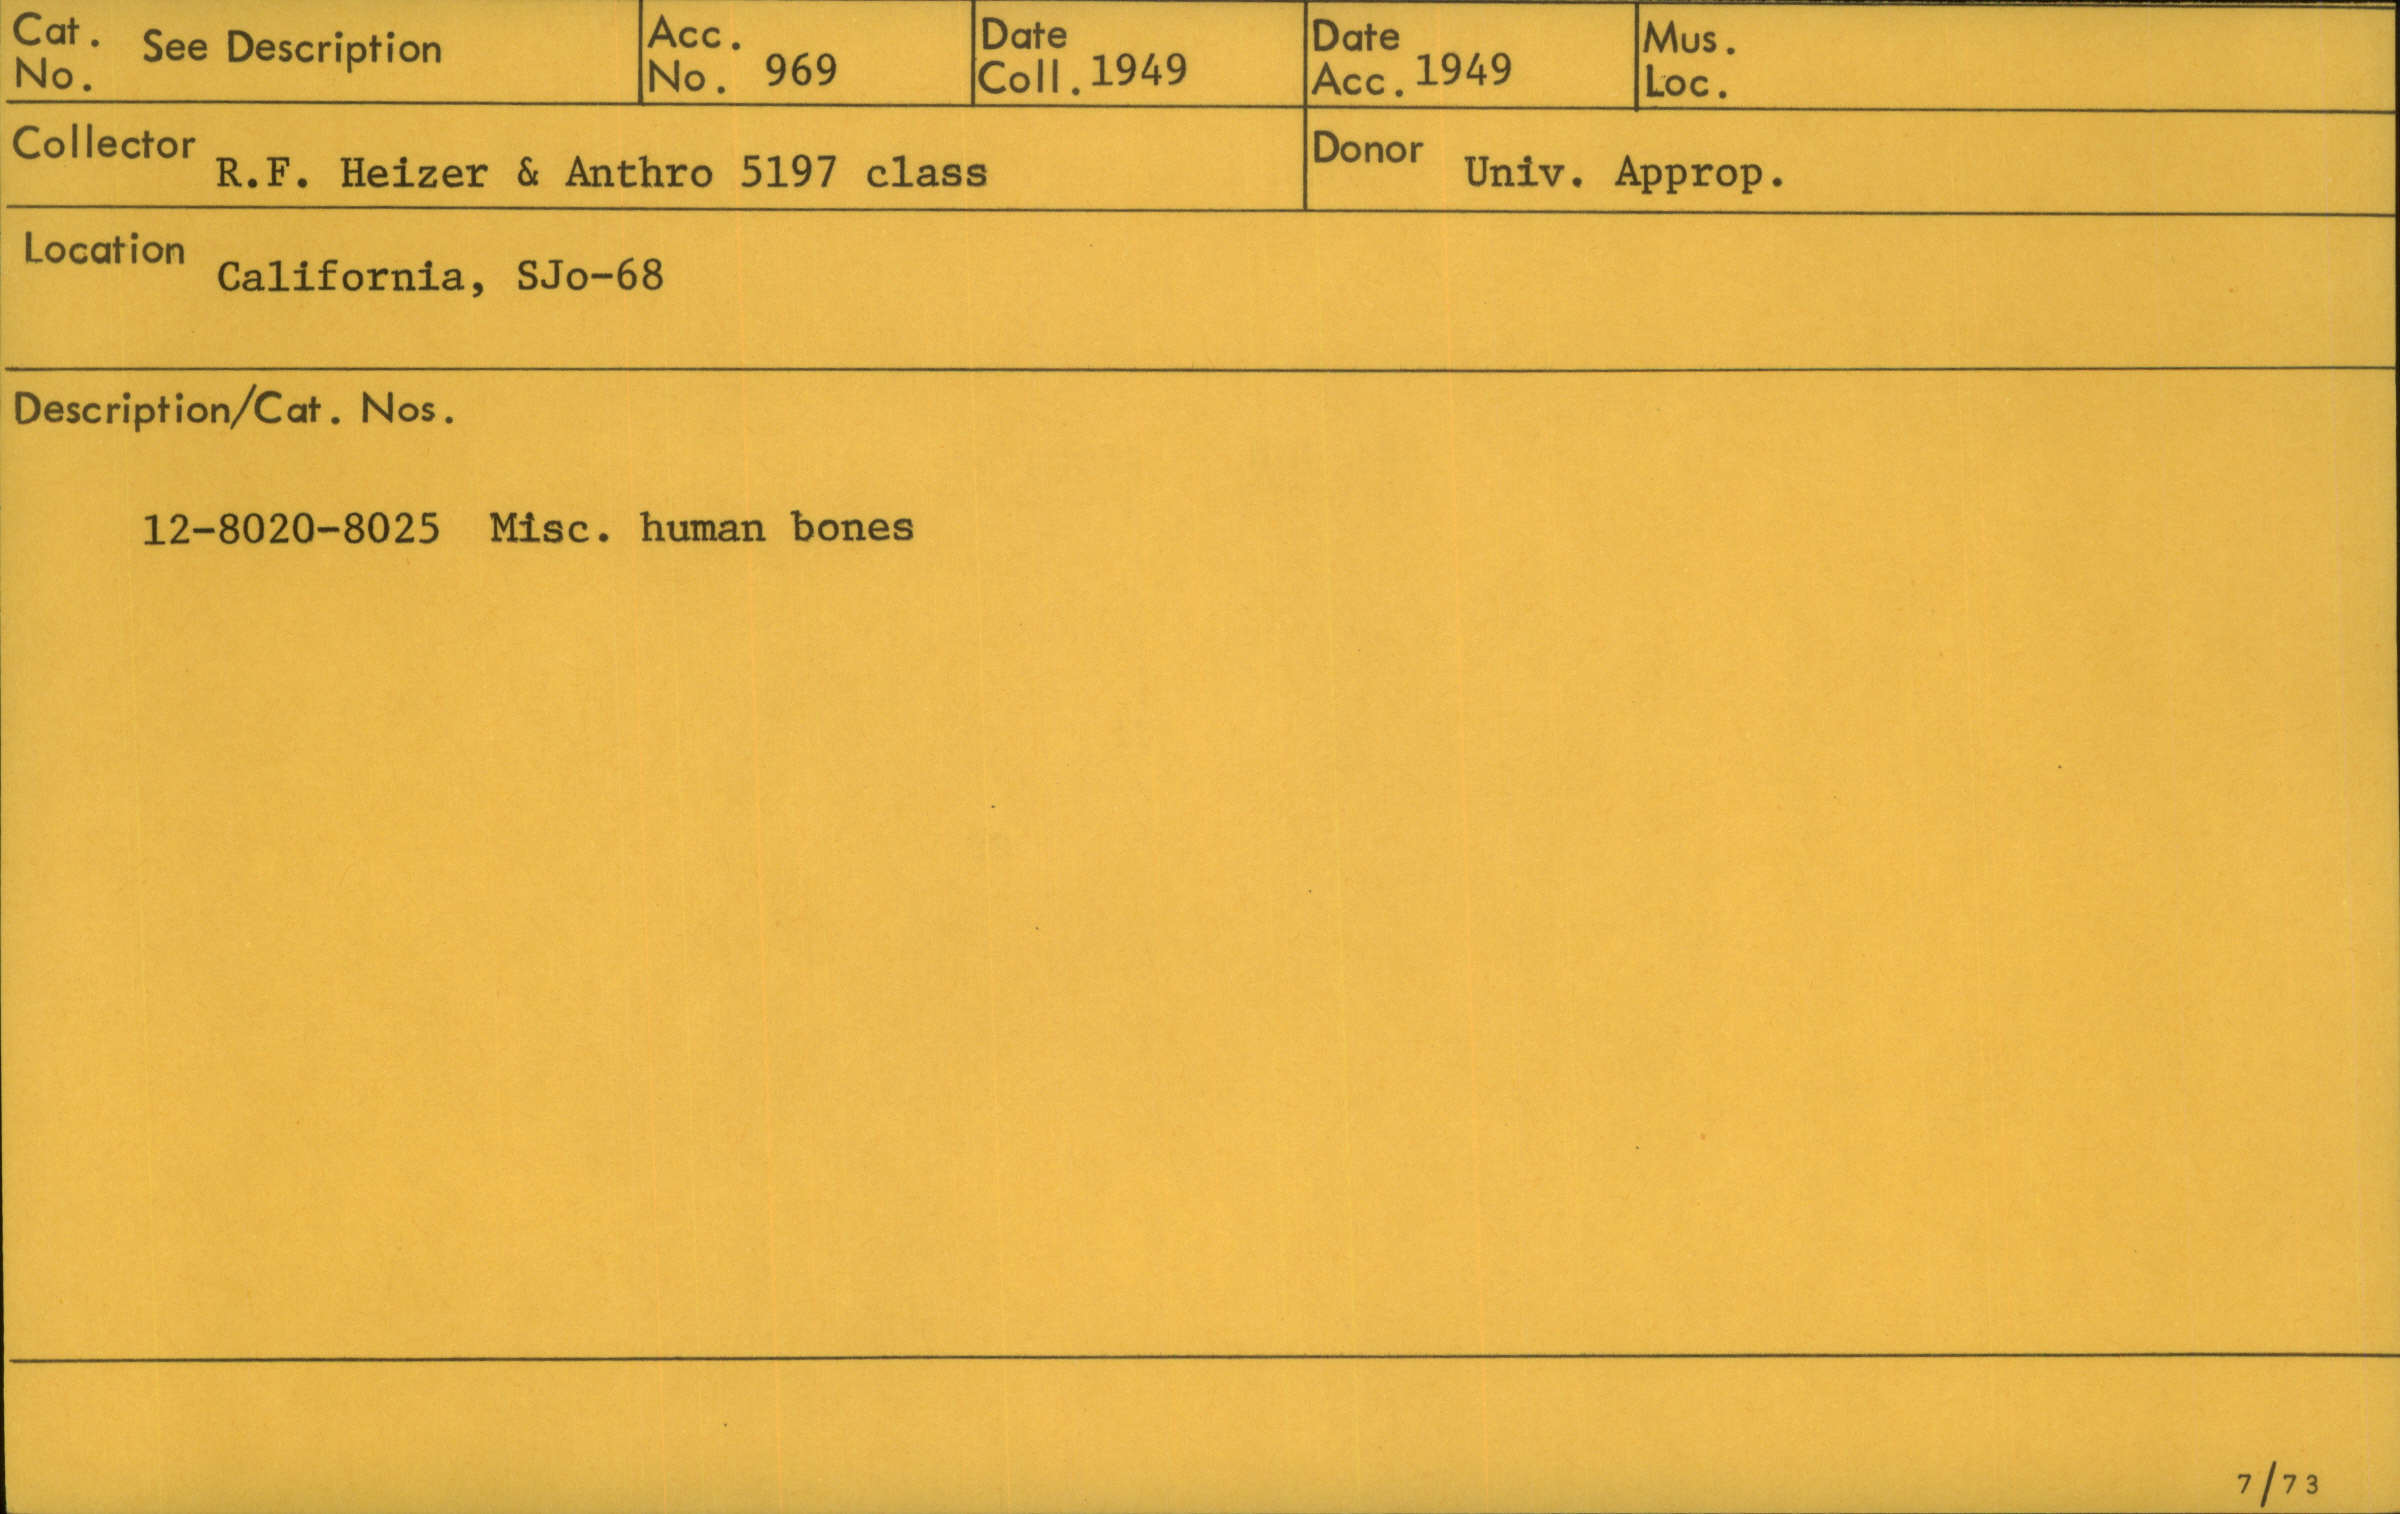 Cat. No. See Description
Acc. No. 969
Date Coll. 1949
Date Acc. 1949
Mus. Loc.
Collector R.F. Heizer & Anthro 5197 class
Donor Univ. Approp.
Location California, SJo-68
Description/Cat. Nos.
12-8020-8025 Misc. human bones
7/73